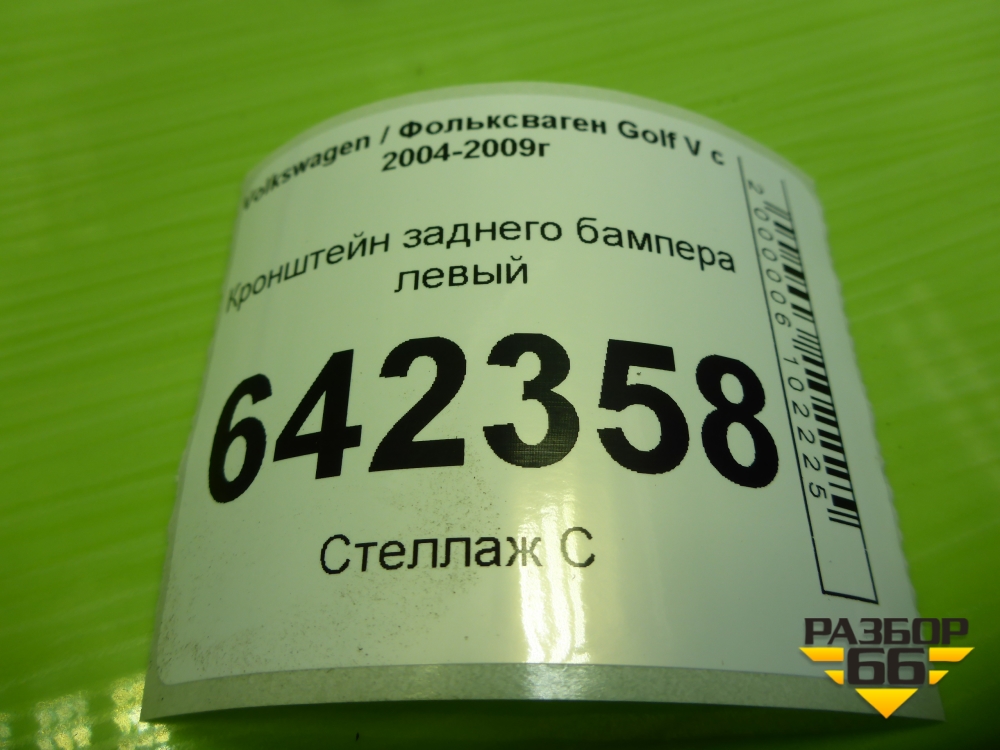 Volkswagen / Фольксваген Golf V с
2004-2009г
Кронштейн заднего бампера
левый
642358
Стеллаж С
2000006102225
РАЗБОР
66